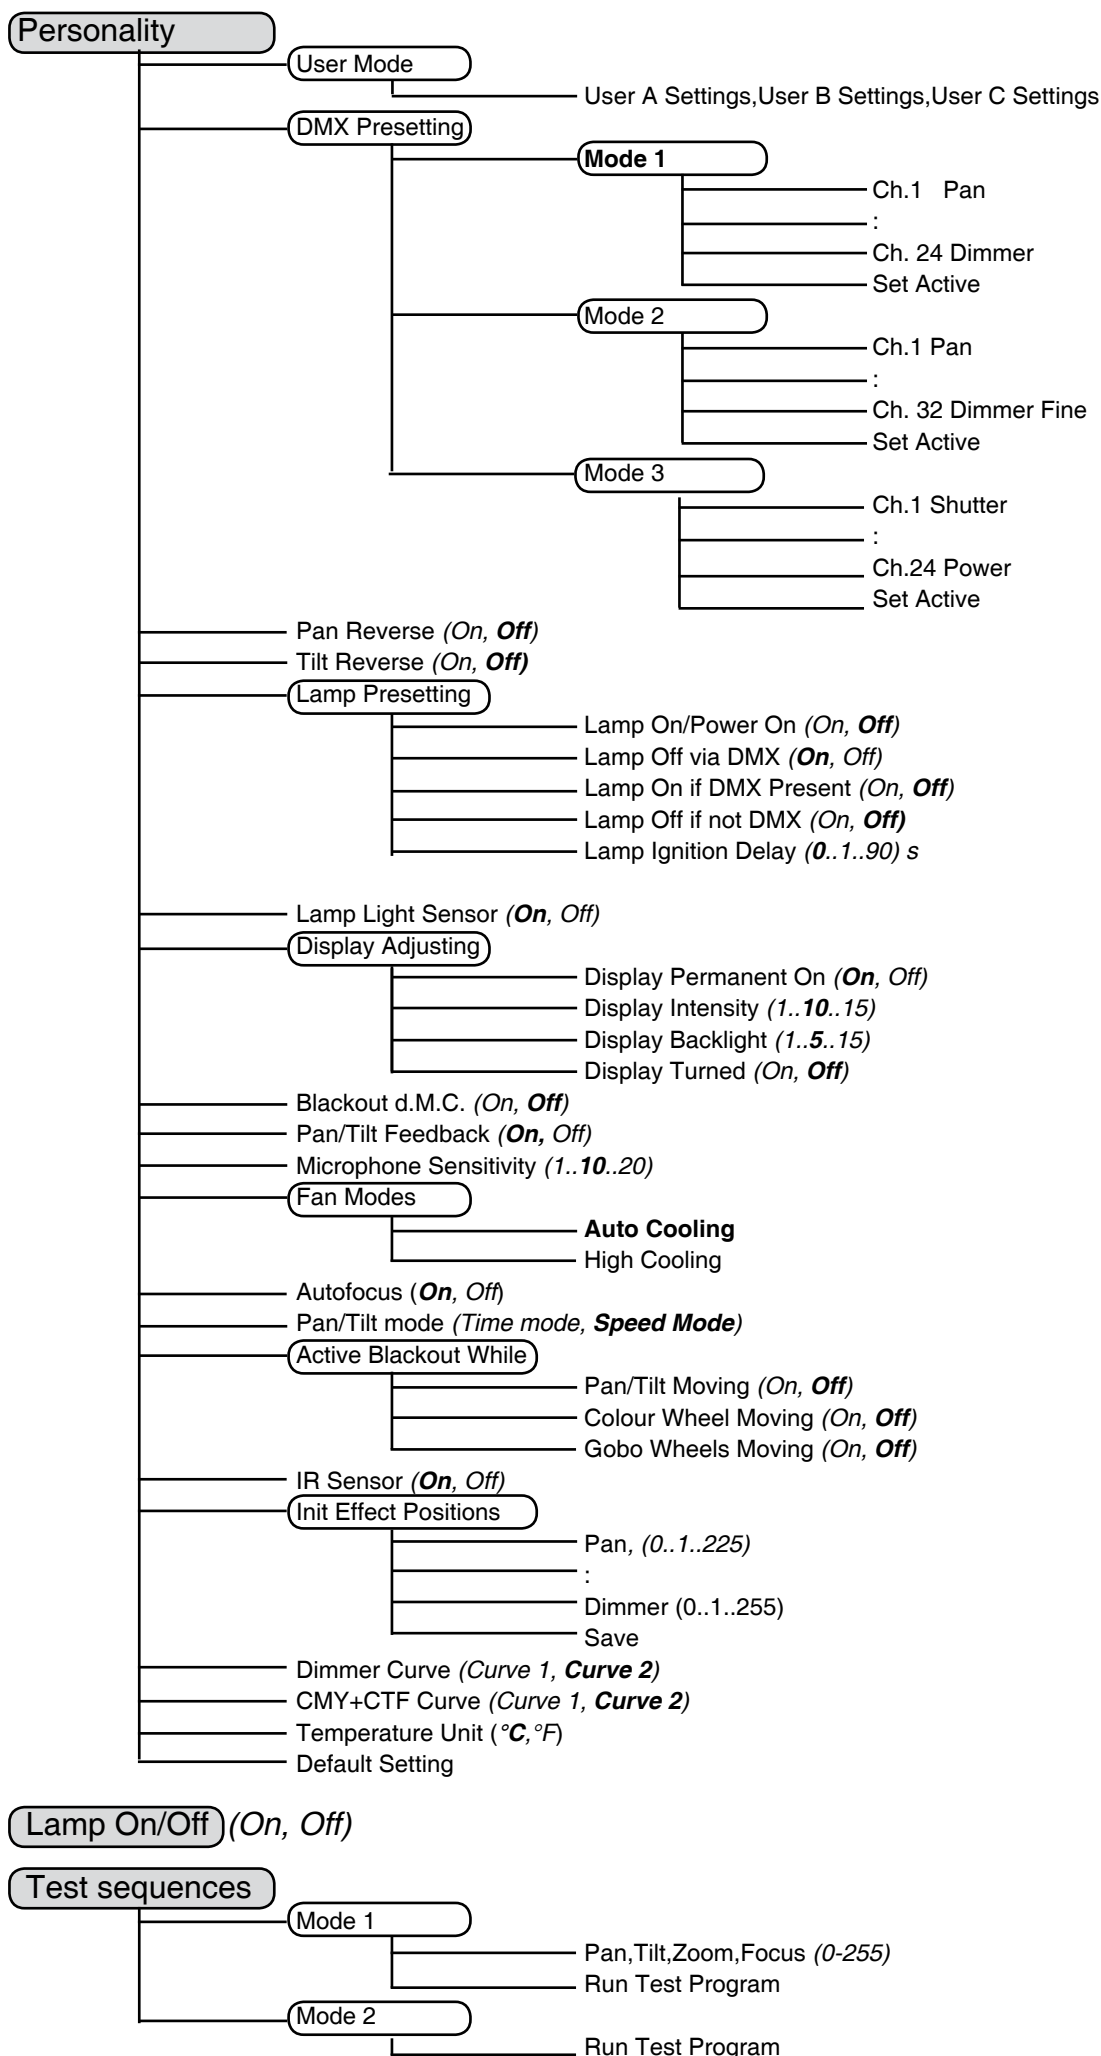 Personality
User Mode
User A Settings,User B Settings,User C Settings
DMX Presetting
Mode 1
Ch.1 Pan
:
Ch. 24 Dimmer
Set Active
Mode 2
Ch.1 Pan
:
Ch. 32 Dimmer Fine
Set Active
Mode 3
Ch.1 Shutter
:
Ch.24 Power
Set Active
Pan Reverse (On, Off)
Tilt Reverse (On, Off)
Lamp Presetting
Lamp On/Power On (On, Off)
Lamp Off via DMX (On, Off)
Lamp On if DMX Present (On, Off)
Lamp Off if not DMX (On, Off)
Lamp Ignition Delay (0..1..90) s
Lamp Light Sensor (On, Off)
Display Adjusting
Display Permanent On (On, Off)
Display Intensity (1..10..15)
Display Backlight (1..5..15)
Display Turned (On, Off)
Blackout d.M.C. (On, Off)
Pan/Tilt Feedback (On, Off)
Microphone Sensitivity (1..10..20)
Fan Modes
Auto Cooling
High Cooling
Autofocus (On, Off)
Pan/Tilt mode (Time mode, Speed Mode)
Active Blackout While
Pan/Tilt Moving (On, Off)
Colour Wheel Moving (On, Off)
Gobo Wheels Moving (On, Off)
IR Sensor (On, Off)
Init Effect Positions
Pan, (0..1..225)
:
Dimmer (0..1..255)
Save
Dimmer Curve (Curve 1, Curve 2)
CMY+CTF Curve (Curve 1, Curve 2)
Temperature Unit (°C,°F)
Default Setting
Lamp On/Off (On, Off)
Test sequences
Mode 1
Pan,Tilt,Zoom,Focus (0-255)
Run Test Program
Mode 2
Run Test Program